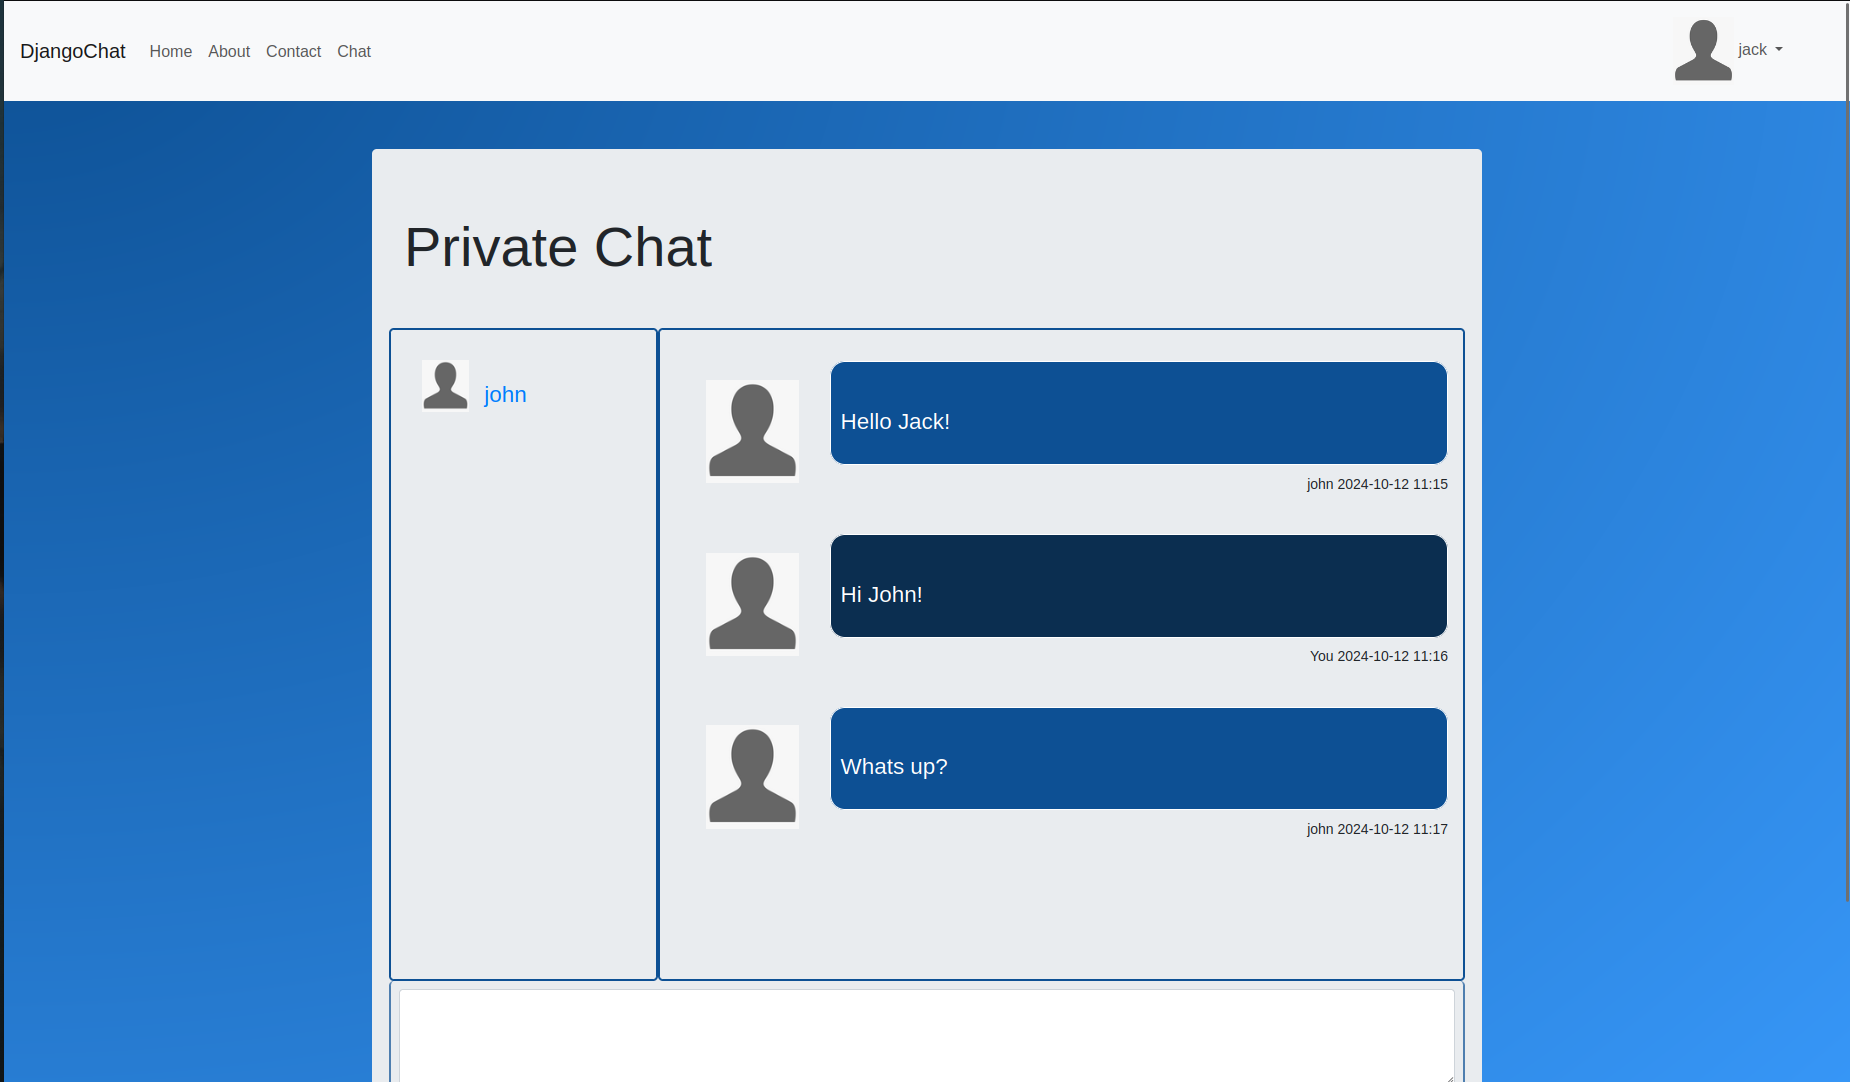 DjangoChat Home About Contact Chat jack
Private Chat
john
Hello Jack!
john 2024-10-12 11:15
Hi John!
You 2024-10-12 11:16
Whats up?
john 2024-10-12 11:17